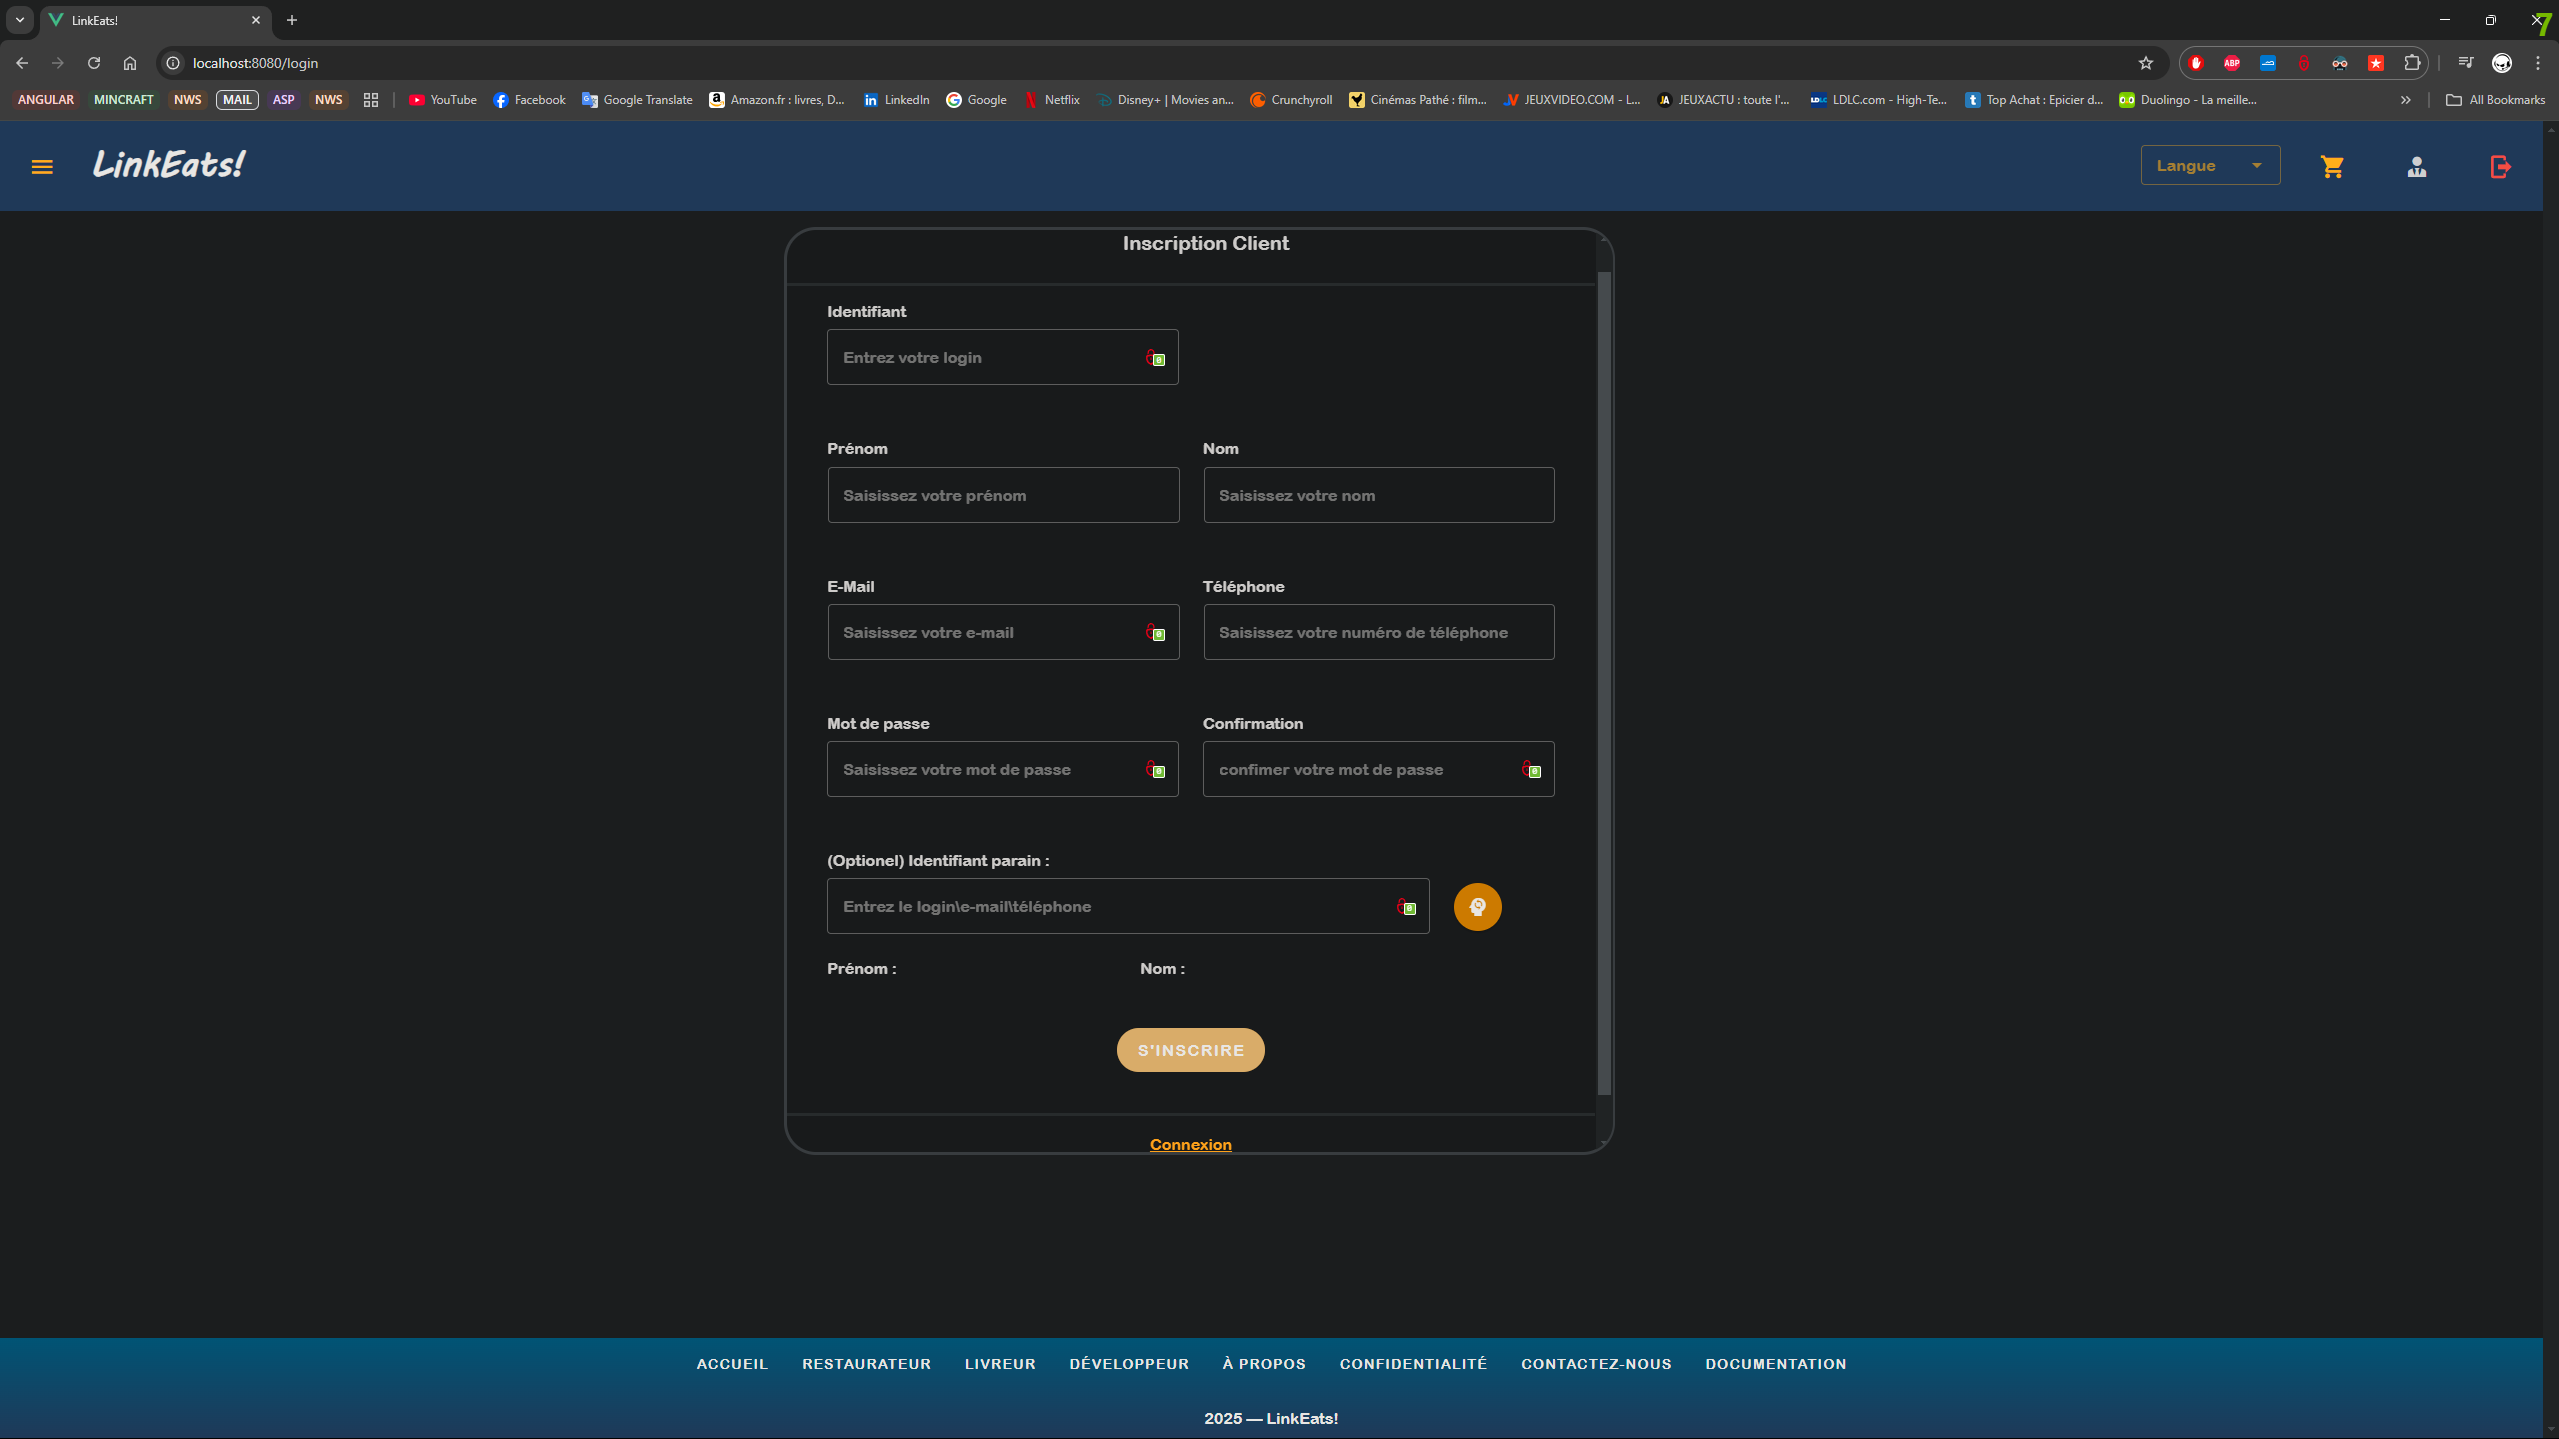 LinkEats!
7
localhost:8080/login
ABP
ANGULAR MINCRAFT NWS MAIL ASP NWS YouTube Facebook Google Translate Amazon.fr : livres, D... LinkedIn Google Netflix Disney+ | Movies an... Crunchyroll Cinémas Pathé : film... JEUXVIDEO.COM - L... JEUXACTU : toute l'... LDLC.com - High-Te... Top Achat : Epicier d... Duolingo - La meille... All Bookmarks
LinkEats!
Langue
Inscription Client
Identifiant
Entrez votre login
Prénom Nom
Saisissez votre prénom Saisissez votre nom
E-Mail Téléphone
Saisissez votre e-mail Saisissez votre numéro de téléphone
Mot de passe Confirmation
Saisissez votre mot de passe confimer votre mot de passe
(Optionel) Identifiant parain :
Entrez le login\e-mail\téléphone
Prénom : Nom :
S'INSCRIRE
Connexion
ACCUEIL RESTAURATEUR LIVREUR DÉVELOPPEUR À PROPOS CONFIDENTIALITÉ CONTACTEZ-NOUS DOCUMENTATION
2025 — LinkEats!